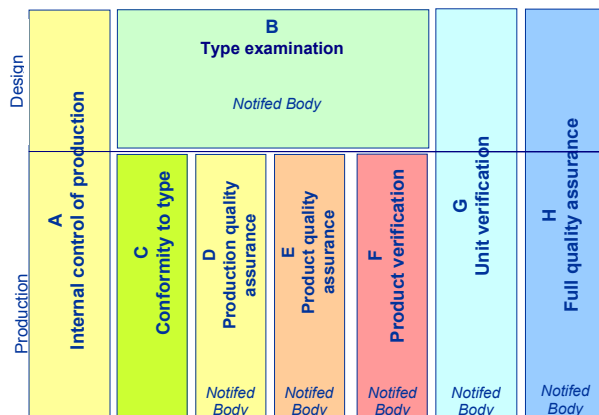 Design
Production
A
Internal control of production
B
Type examination
Notifed Body
C
Conformity to type
D
Production quality
assurance
Notifed
Body
E
Product quality
assurance
Notifed
Body
F
Product verification
Notifed
Body
G
Unit verification
Notifed
Body
H
Full quality assurance
Notifed
Body